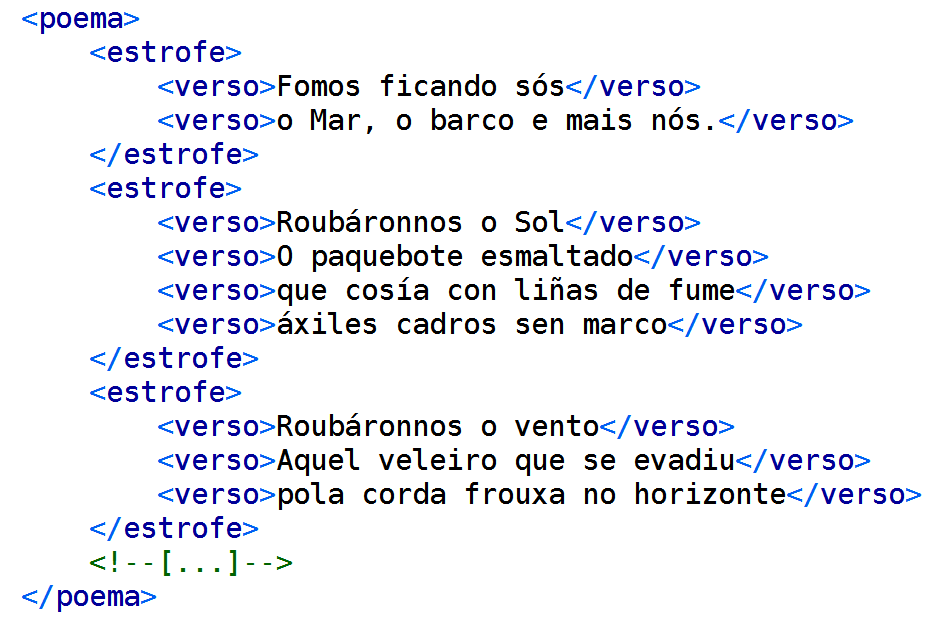 <poema>
<estrofe>
<verso>Fomos ficando sós</verso>
<verso>o Mar, o barco e mais nós.</verso>
</estrofe>
<estrofe>
<verso>Roubáronnos o Sol</verso>
<verso>O paquebote esmaltado</verso>
<verso>que cosía con liñas de fume</verso>
<verso>áxiles cadros sen marco</verso>
</estrofe>
<estrofe>
<verso>Roubáronnos o vento</verso>
<verso>Aquel veleiro que se evadiu</verso>
<verso>pola corda frouxa no horizonte</verso>
</estrofe>
<!--[...]-->
</poema>